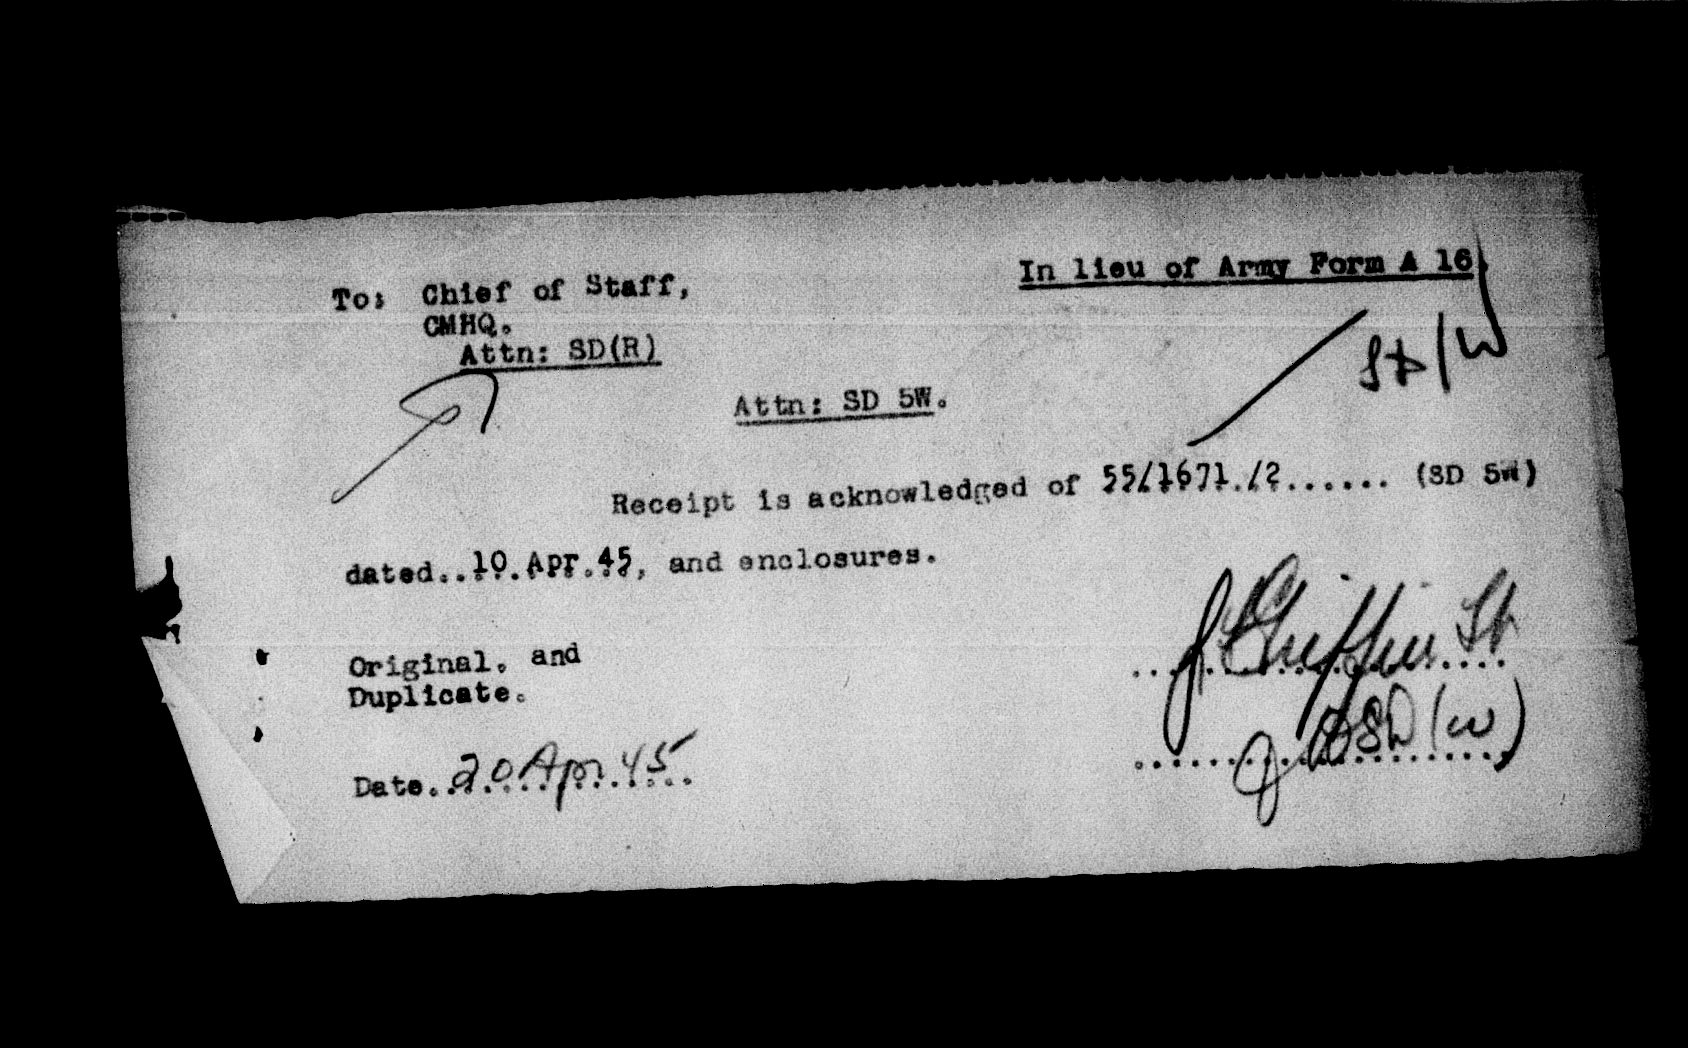 In lieu of Army Form A 16
To: Chief of Staff,
CMHQ.
Attn: SD(R)
SD/W
Attn: SD 5W.
Receipt is acknowledged of 55/1671./2...... (SD 5W)
dated..10.Apr.45, and enclosures.
Original. and
Duplicate.
Griffin
SD(W)
Date..20 Apr 45